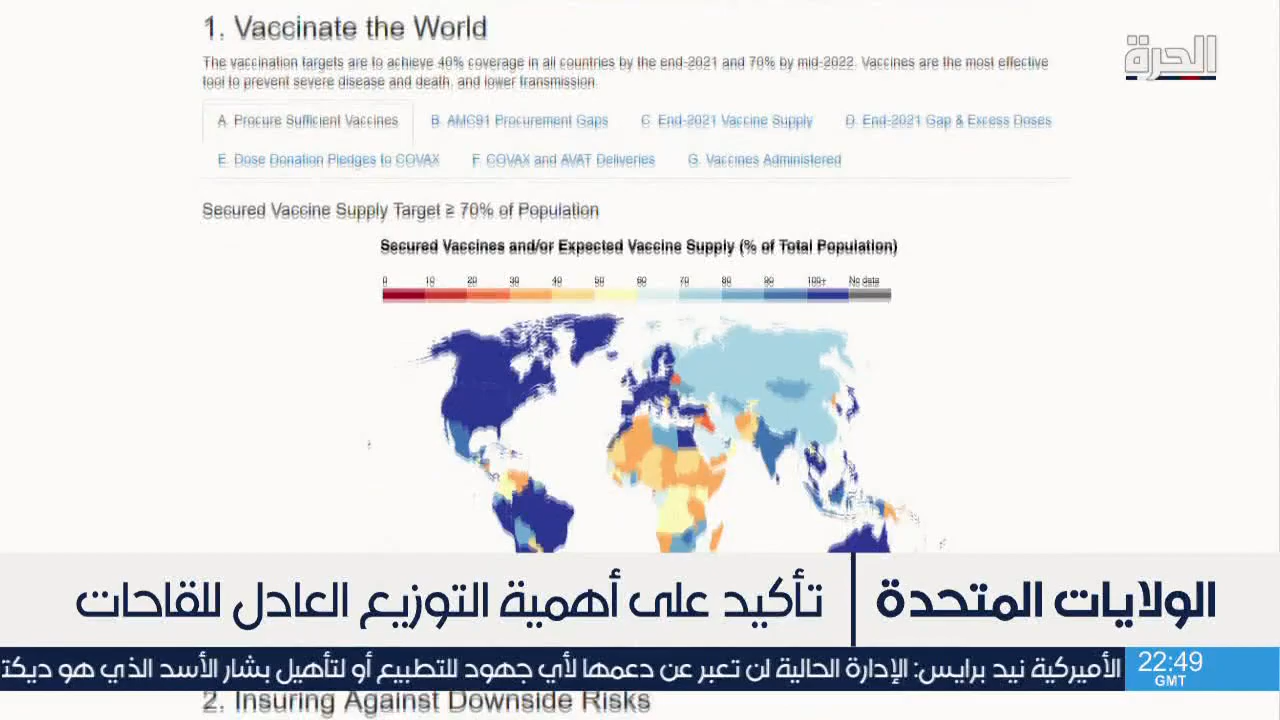 1. Vaccinate the World
الحرة
The vaccination targets are to achieve 40% coverage in all countries by the end-2021 and 70% by mid-2022. Vaccines are the most effective
tool to prevent severe disease and death, and lower transmission.
A. Procure Sufficient Vaccines B. AMC91 Procurement Gaps C. End-2021 Vaccine Supply D. End-2021 Gap & Excess Doses
E. Dose Donation Pledges to COVAX F. COVAX and AVAT Deliveries G. Vaccines Administered
Secured Vaccine Supply Target ≥ 70% of Population
Secured Vaccines and/or Expected Vaccine Supply (% of Total Population)
0 10 20 30 40 50 60 70 80 90 100+ No data
الولايات المتحدة
تأكيد على أهمية التوزيع العادل للقاحات
22:49
GMT
الأميركية نيد برايس: الإدارة الحالية لن تعبر عن دعمها لأي جهود للتطبيع أو لتأهيل بشار الأسد الذي هو ديكت
2. Insuring Against Downside Risks